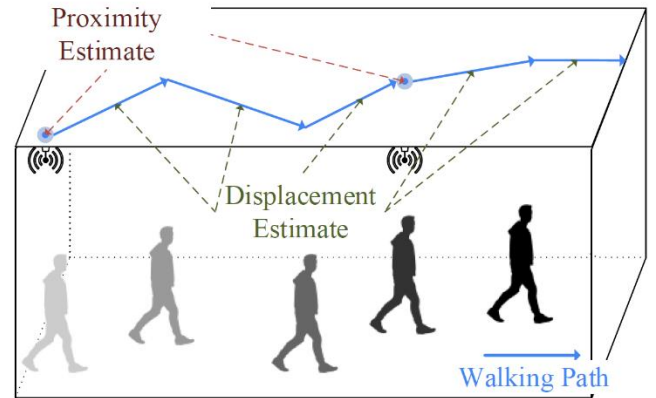 Proximity
Estimate
Displacement
Estimate
Walking Path